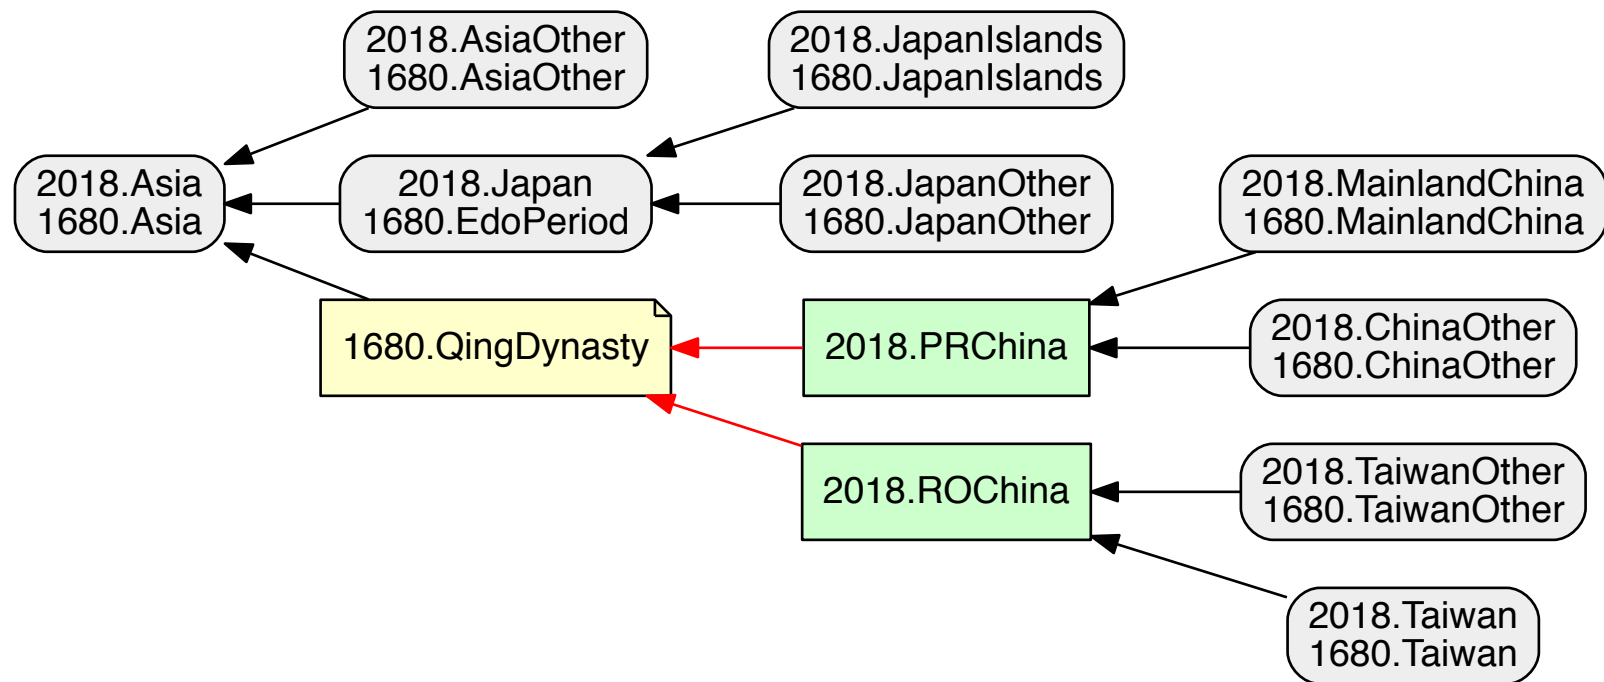 2018.AsiaOther
1680.AsiaOther
2018.JapanIslands
1680.JapanIslands
2018.Asia
1680.Asia
2018.Japan
1680.EdoPeriod
2018.JapanOther
1680.JapanOther
2018.MainlandChina
1680.MainlandChina
1680.QingDynasty
2018.PRChina
2018.ChinaOther
1680.ChinaOther
2018.ROChina
2018.TaiwanOther
1680.TaiwanOther
2018.Taiwan
1680.Taiwan